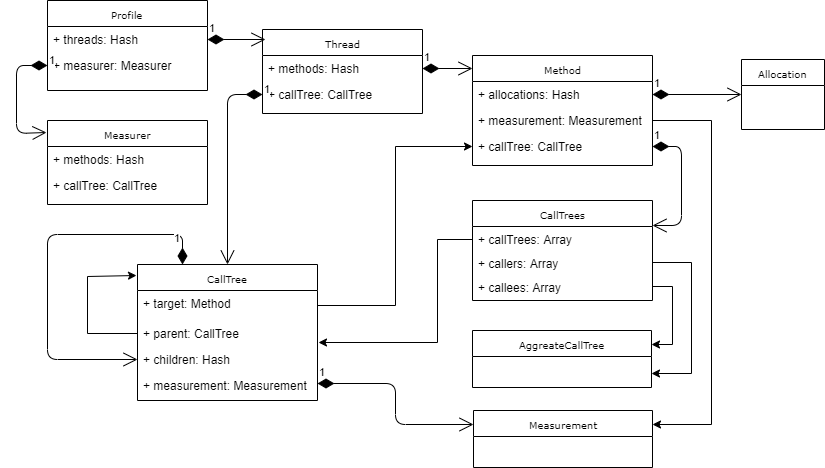 Profile
+ threads: Hash
+ measurer: Measurer
1
1
Thread
+ methods: Hash
+ callTree: CallTree
1
1
Method
+ allocations: Hash
+ measurement: Measurement
+ callTree: CallTree
1
1
Allocation
Measurer
+ methods: Hash
+ callTree: CallTree
CallTrees
+ callTrees: Array
+ callers: Array
+ callees: Array
1
CallTree
+ target: Method
+ parent: CallTree
+ children: Hash
+ measurement: Measurement
1
AggreateCallTree
Measurement